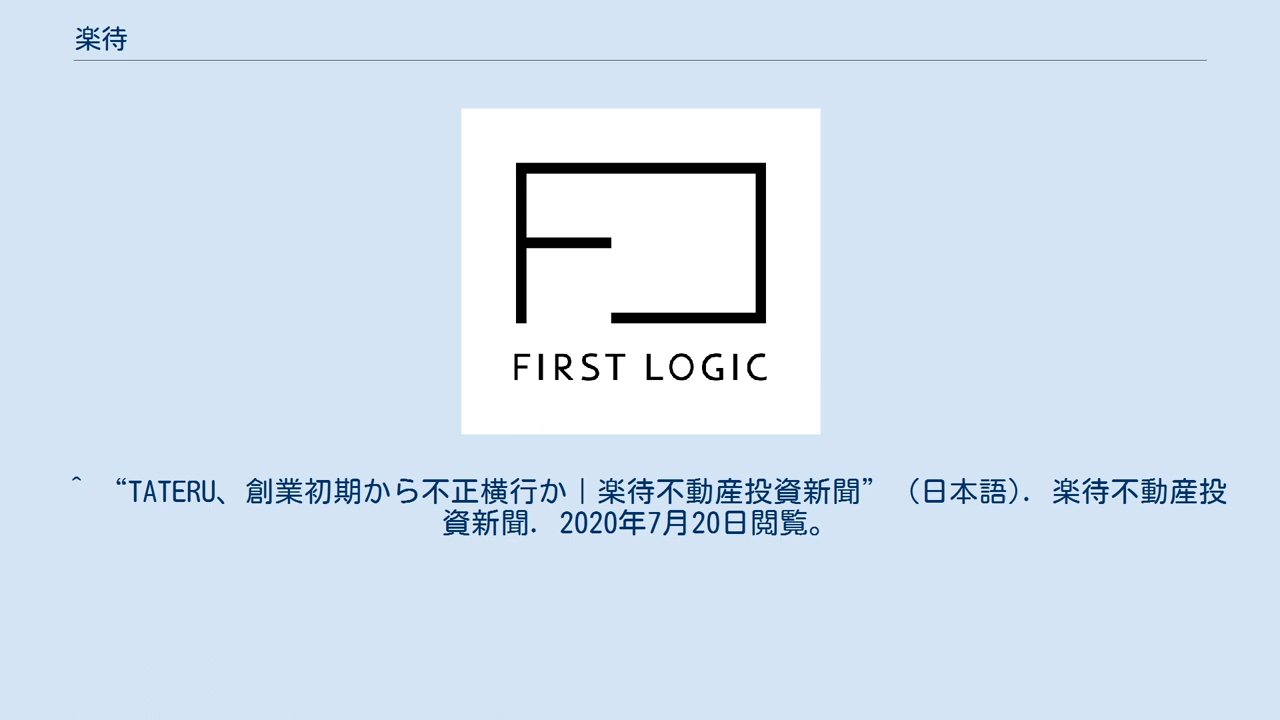 楽待
FIRST LOGIC
^ “TATERU、創業初期から不正横行か｜楽待不動産投資新聞” (日本語). 楽待不動産投
資新聞. 2020年7月20日閲覧。